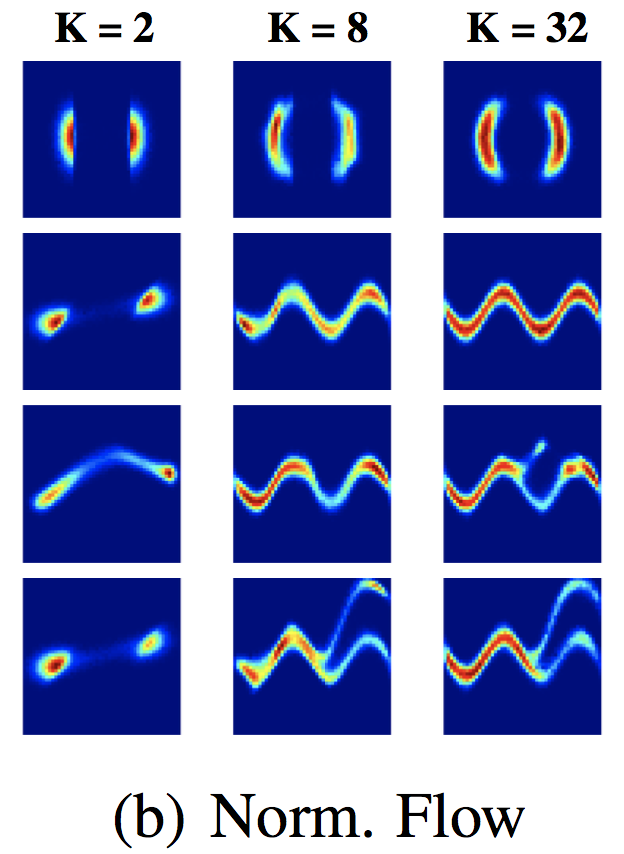 K = 2 K = 8 K = 32
(b) Norm. Flow